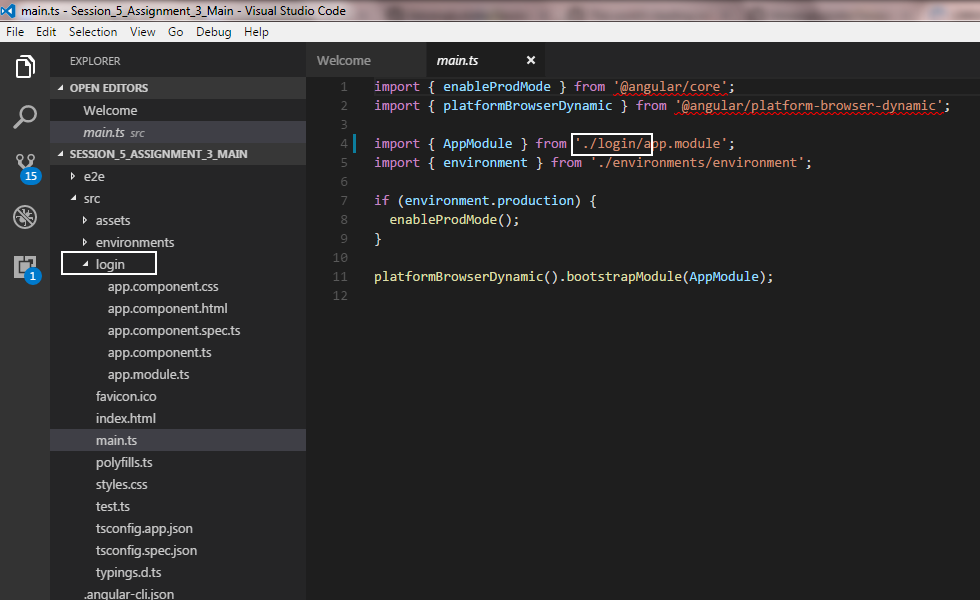 main.ts - Session_5_Assignment_3_Main - Visual Studio Code
File Edit Selection View Go Debug Help
EXPLORER
OPEN EDITORS
Welcome
main.ts src
SESSION_5_ASSIGNMENT_3_MAIN
e2e
src
assets
environments
login
app.component.css
app.component.html
app.component.spec.ts
app.component.ts
app.module.ts
favicon.ico
index.html
main.ts
polyfills.ts
styles.css
test.ts
tsconfig.app.json
tsconfig.spec.json
typings.d.ts
.angular-cli.json
15
1
Welcome main.ts ×
1 import { enableProdMode } from '@angular/core';
2 import { platformBrowserDynamic } from '@angular/platform-browser-dynamic';
3
4 import { AppModule } from './login/app.module';
5 import { environment } from './environments/environment';
6
7 if (environment.production) {
8 enableProdMode();
9 }
10
11 platformBrowserDynamic().bootstrapModule(AppModule);
12